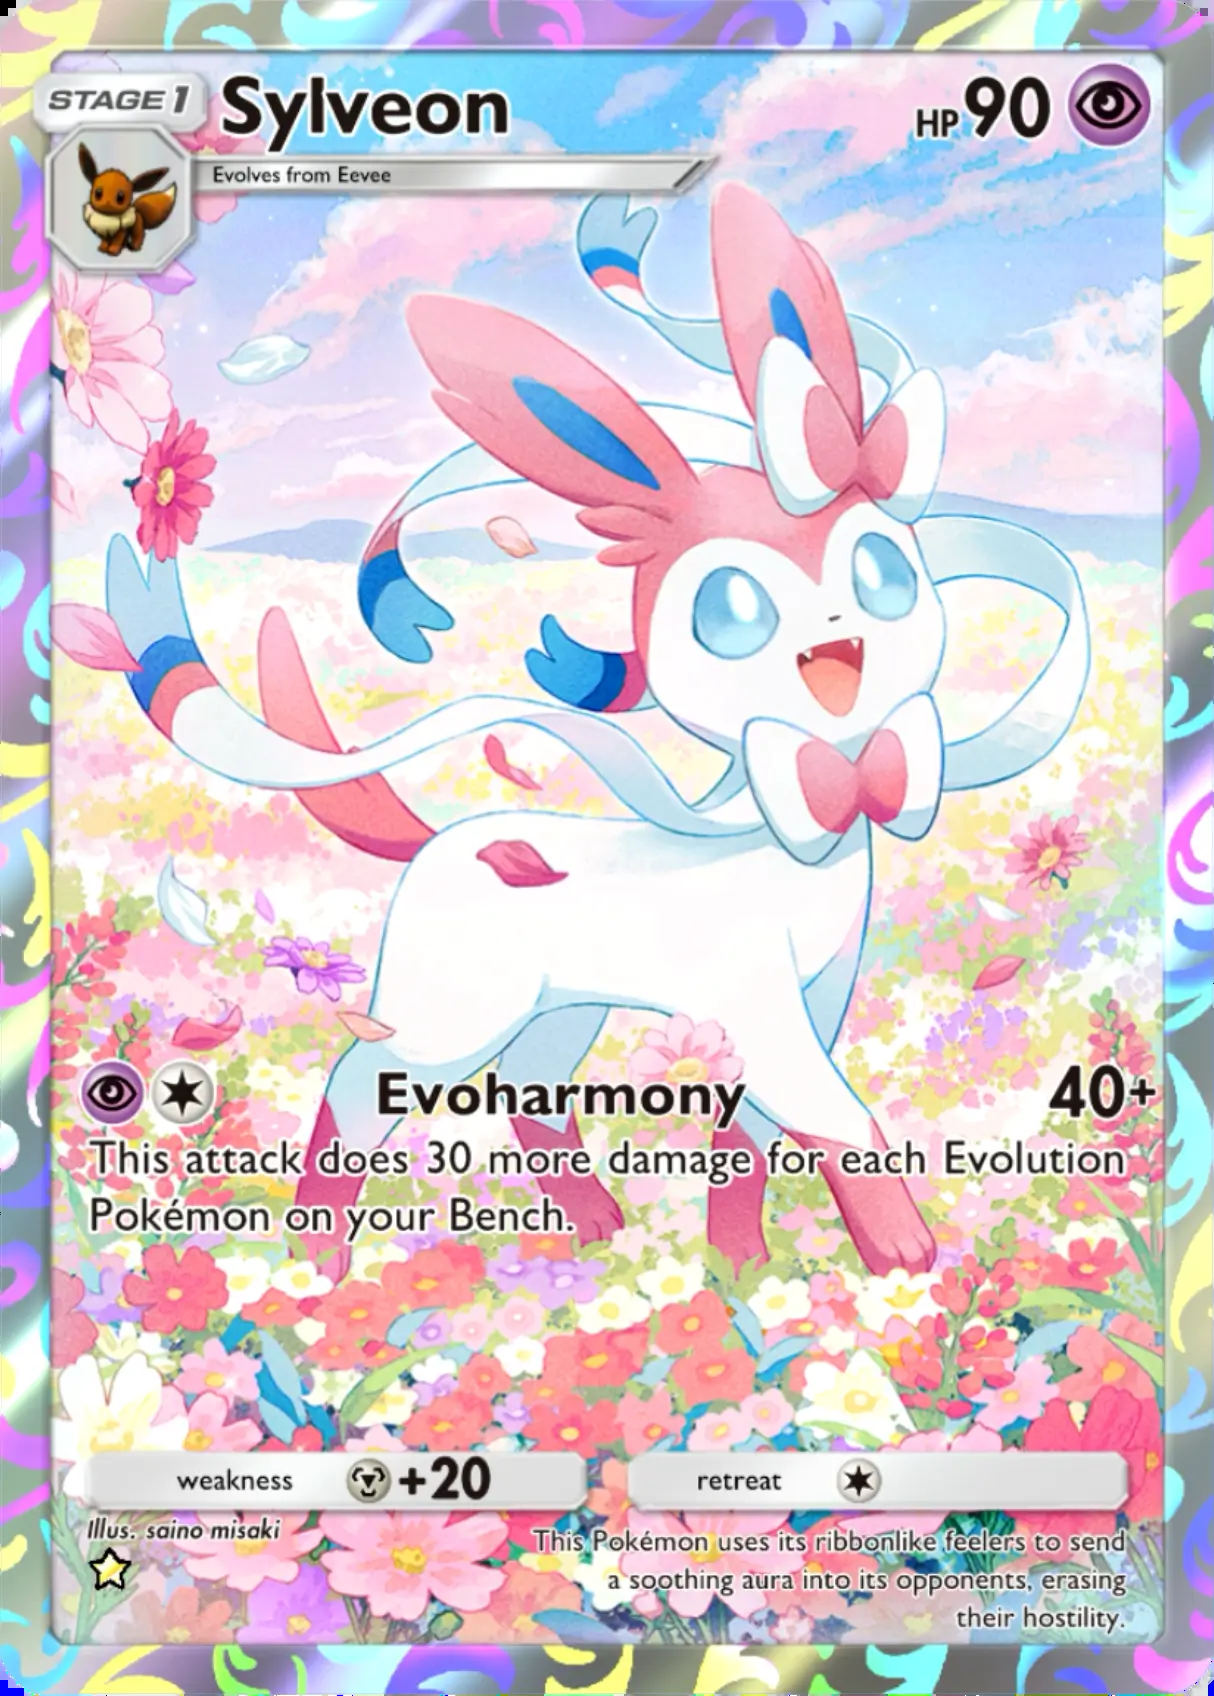 STAGE 1
Sylveon
HP 90
Evolves from Eevee
Evoharmony
40+
This attack does 30 more damage for each Evolution
Pokémon on your Bench.
weakness +20
retreat
Illus. saino misaki
This Pokémon uses its ribbonlike feelers to send
a soothing aura into its opponents, erasing
their hostility.